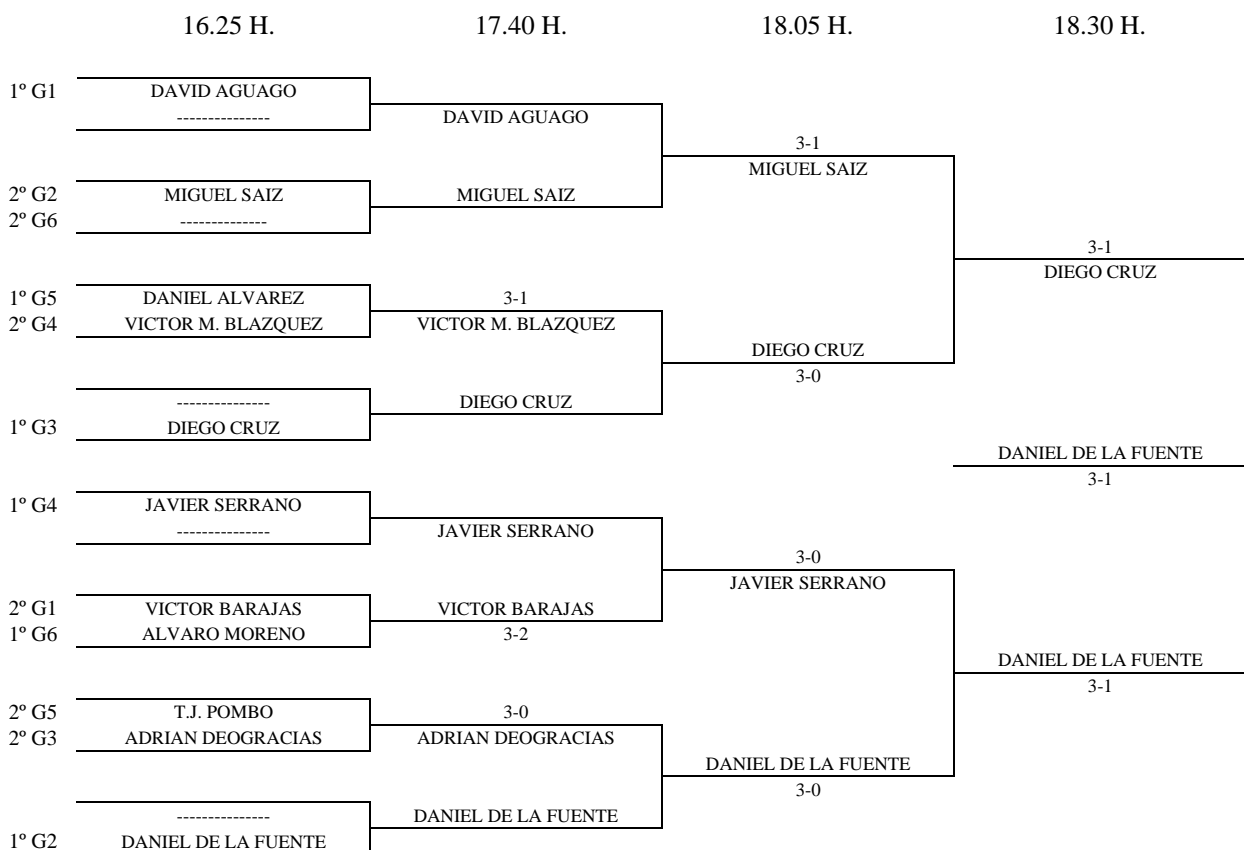 16.25 H. 17.40 H. 18.05 H. 18.30 H.
1º G1 DAVID AGUAGO
--------------- DAVID AGUAGO
3-1
MIGUEL SAIZ
2º G2 MIGUEL SAIZ MIGUEL SAIZ
2º G6 --------------
3-1
DIEGO CRUZ
1º G5 DANIEL ALVAREZ 3-1
2º G4 VICTOR M. BLAZQUEZ VICTOR M. BLAZQUEZ
DIEGO CRUZ
3-0
--------------- DIEGO CRUZ
1º G3 DIEGO CRUZ
DANIEL DE LA FUENTE
3-1
1º G4 JAVIER SERRANO
--------------- JAVIER SERRANO
3-0
JAVIER SERRANO
2º G1 VICTOR BARAJAS VICTOR BARAJAS
1º G6 ALVARO MORENO 3-2
DANIEL DE LA FUENTE
3-1
2º G5 T.J. POMBO 3-0
2º G3 ADRIAN DEOGRACIAS ADRIAN DEOGRACIAS
DANIEL DE LA FUENTE
3-0
--------------- DANIEL DE LA FUENTE
1º G2 DANIEL DE LA FUENTE